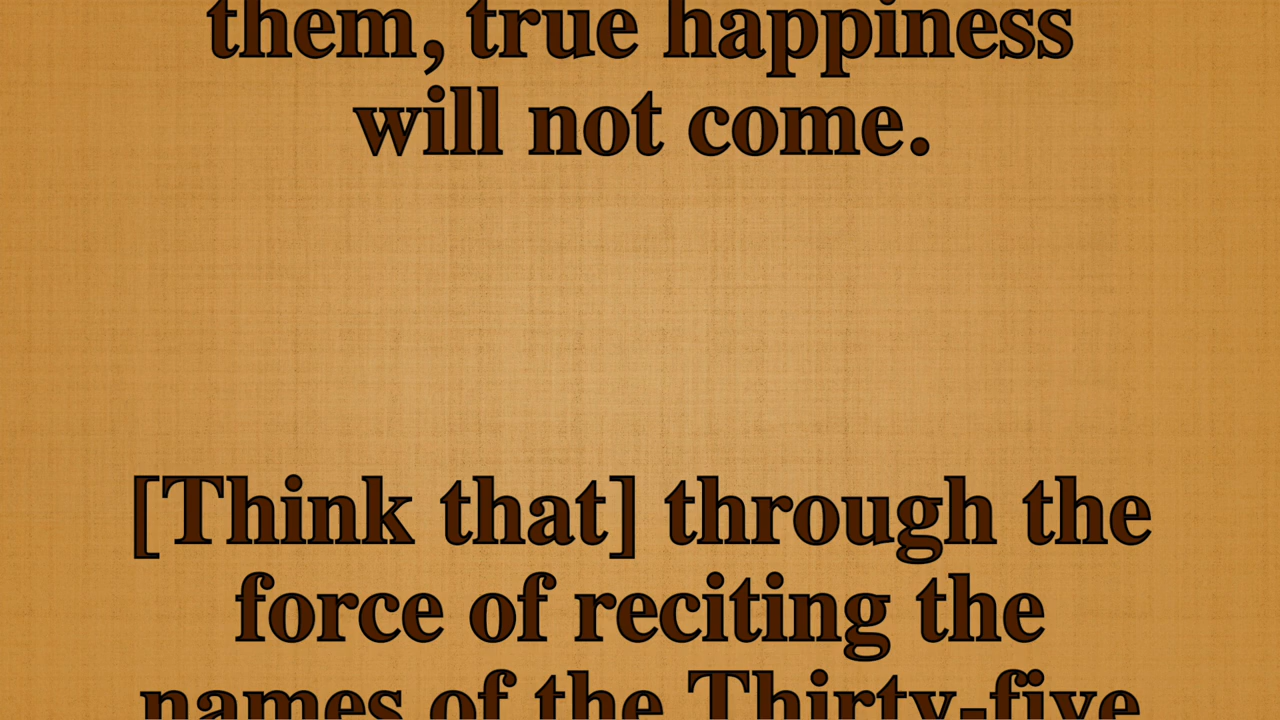 them, true happiness
will not come.
[Think that] through the
force of reciting the
names of the Thirty-five